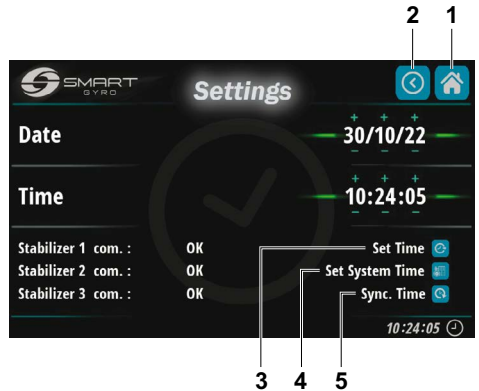 2 1
SMART
GYRO
Settings
+ + +
Date 30/10/22
- - -
+ + +
Time 10:24:05
- - -
Stabilizer 1 com. : OK Set Time
Stabilizer 2 com. : OK Set System Time
Stabilizer 3 com. : OK Sync. Time
10:24:05
3 4 5